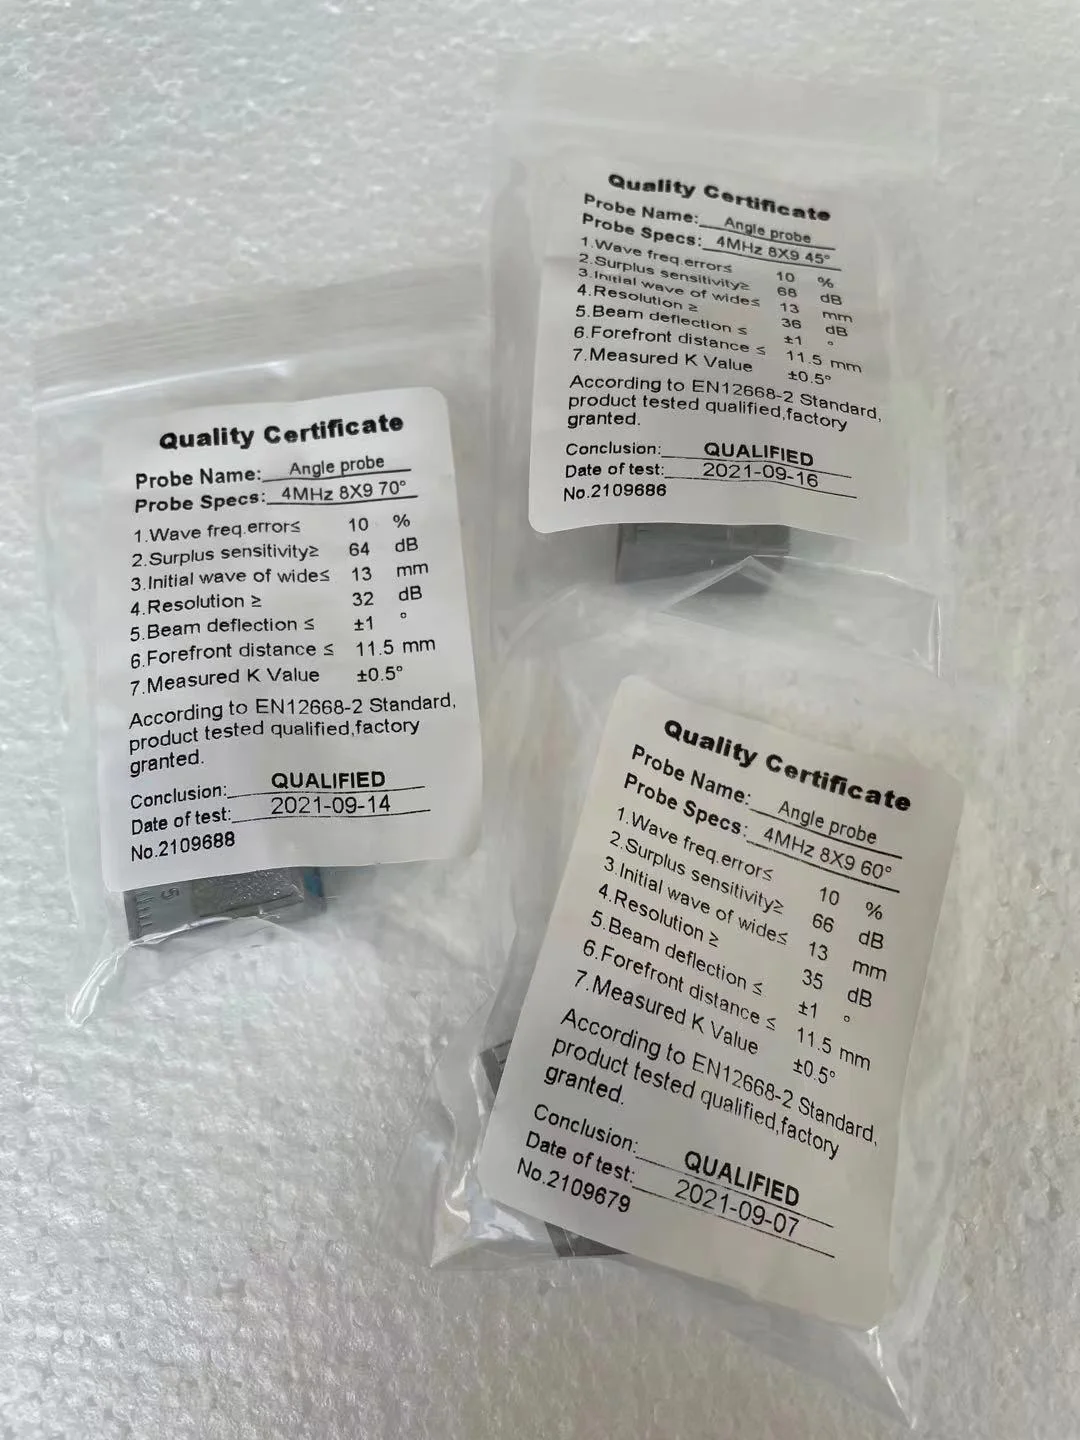 Quality Certificate
Probe Name: Angle probe
Probe Specs: 4MHz 8X9 45°
1.Wave freq.error≤ 10 %
2.Surplus sensitivity≥ 68 dB
3.Initial wave of wide≤ 13 mm
4.Resolution ≥ 36 dB
5.Beam deflection ≤ ±1 °
6.Forefront distance ≤ 11.5 mm
7.Measured K Value ±0.5°
According to EN12668-2 Standard,
product tested qualified,factory
granted.
Conclusion: QUALIFIED
Date of test: 2021-09-16
No.2109686
Quality Certificate
Probe Name: Angle probe
Probe Specs: 4MHz 8X9 70°
1.Wave freq.error≤ 10 %
2.Surplus sensitivity≥ 64 dB
3.Initial wave of wide≤ 13 mm
4.Resolution ≥ 32 dB
5.Beam deflection ≤ ±1 °
6.Forefront distance ≤ 11.5 mm
7.Measured K Value ±0.5°
According to EN12668-2 Standard,
product tested qualified,factory
granted.
Conclusion: QUALIFIED
Date of test: 2021-09-14
No.2109688
5
Quality Certificate
Probe Name: Angle probe
Probe Specs: 4MHz 8X9 60°
1.Wave freq.error≤ 10 %
2.Surplus sensitivity≥ 66 dB
3.Initial wave of wide≤ 13 mm
4.Resolution ≥ 35 dB
5.Beam deflection ≤ ±1 °
6.Forefront distance ≤ 11.5 mm
7.Measured K Value ±0.5°
According to EN12668-2 Standard,
product tested qualified,factory
granted.
Conclusion: QUALIFIED
Date of test: 2021-09-07
No.2109679